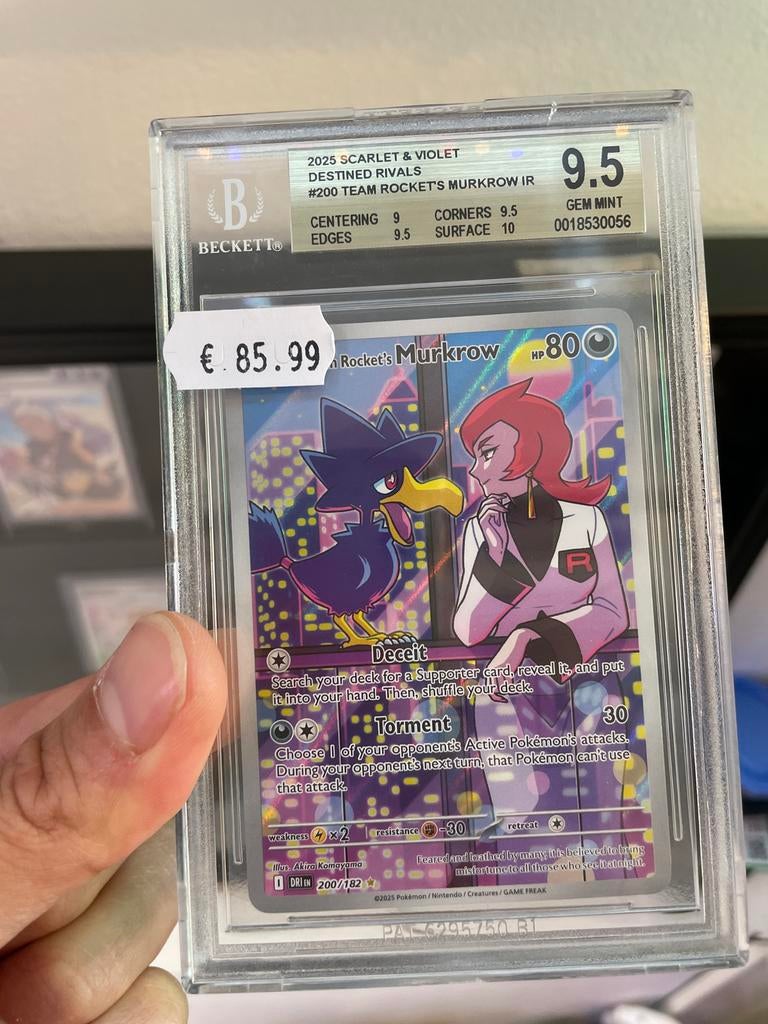 2025 SCARLET & VIOLET
DESTINED RIVALS
#200 TEAM ROCKET'S MURKROW IR
9.5
GEM MINT
0018530056
CENTERING 9 CORNERS 9.5
EDGES 9.5 SURFACE 10
B
BECKETT®
€ 85.99
Rocket's Murkrow HP 80
R
Deceit
Search your deck for a Supporter card, reveal it, and put
it into your hand. Then, shuffle your deck.
Torment 30
Choose 1 of your opponent's Active Pokémon's attacks.
During your opponent's next turn, that Pokémon can't use
that attack.
weakness ×2 resistance -30 retreat
Illus. Akira Komayama
Feared and loathed by many, it is believed to bring
misfortune to all those who see it at night.
I DRI EN 200/182
©2025 Pokémon / Nintendo / Creatures / GAME FREAK